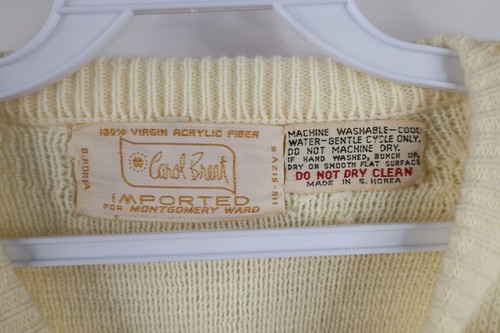 100% VIRGIN ACRYLIC FIBER
S. KOREA
Carol Brent
IMPORTED
FOR MONTGOMERY WARD
MACHINE WASHABLE-COOL
WATER-GENTLE CYCLE ONLY.
DO NOT MACHINE DRY.
IF HAND WASHED, BUNCH UP,
DRY ON SMOOTH FLAT SURFACE
DO NOT DRY CLEAN
MADE IN S. KOREA